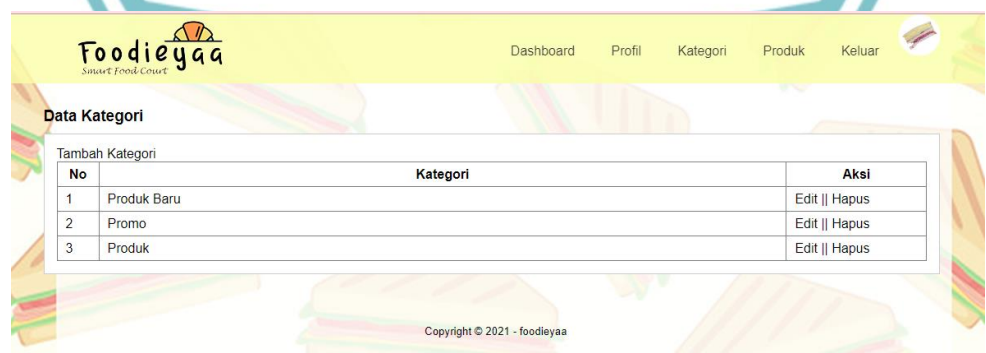 Foodieyaa
Smart Food Court
Dashboard Profil Kategori Produk Keluar
Data Kategori
Tambah Kategori
No Kategori Aksi
1 Produk Baru Edit || Hapus
2 Promo Edit || Hapus
3 Produk Edit || Hapus
Copyright © 2021 - foodieyaa